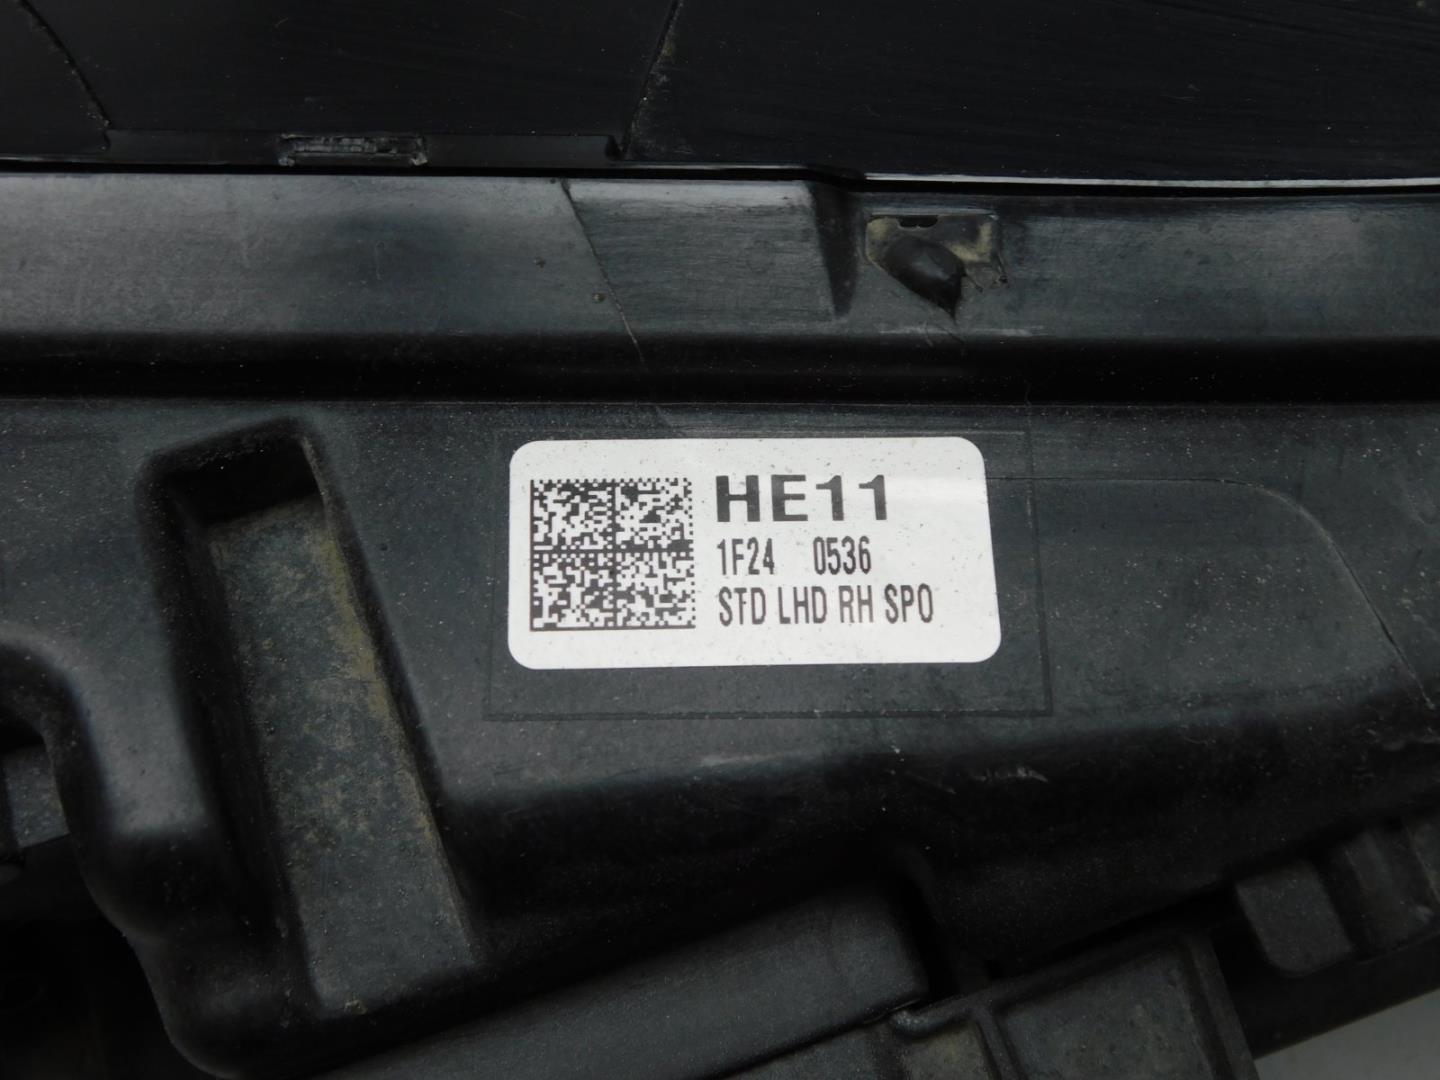 HE11
1F24 0536
STD LHD RH SPO